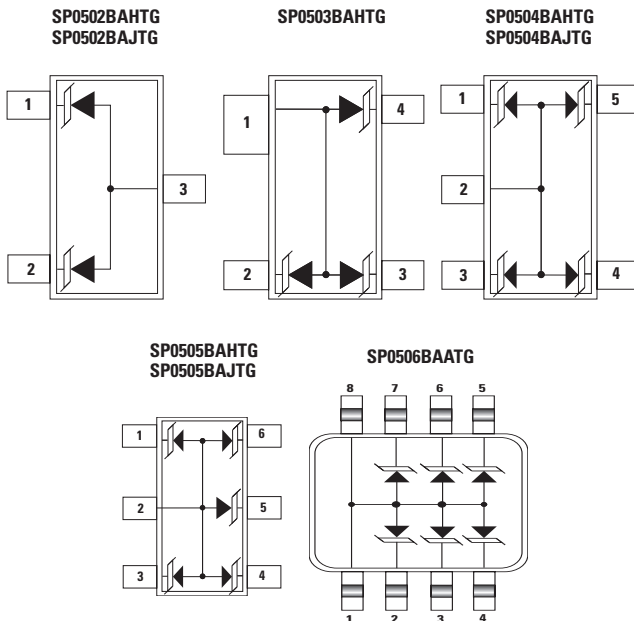 SP0502BAHTG
SP0502BAJTG
1
2
3
SP0503BAHTG
1
4
2
3
SP0504BAHTG
SP0504BAJTG
1
5
2
3
4
SP0505BAHTG
SP0505BAJTG
1
6
2
5
3
4
SP0506BAATG
8 7 6 5
1 2 3 4